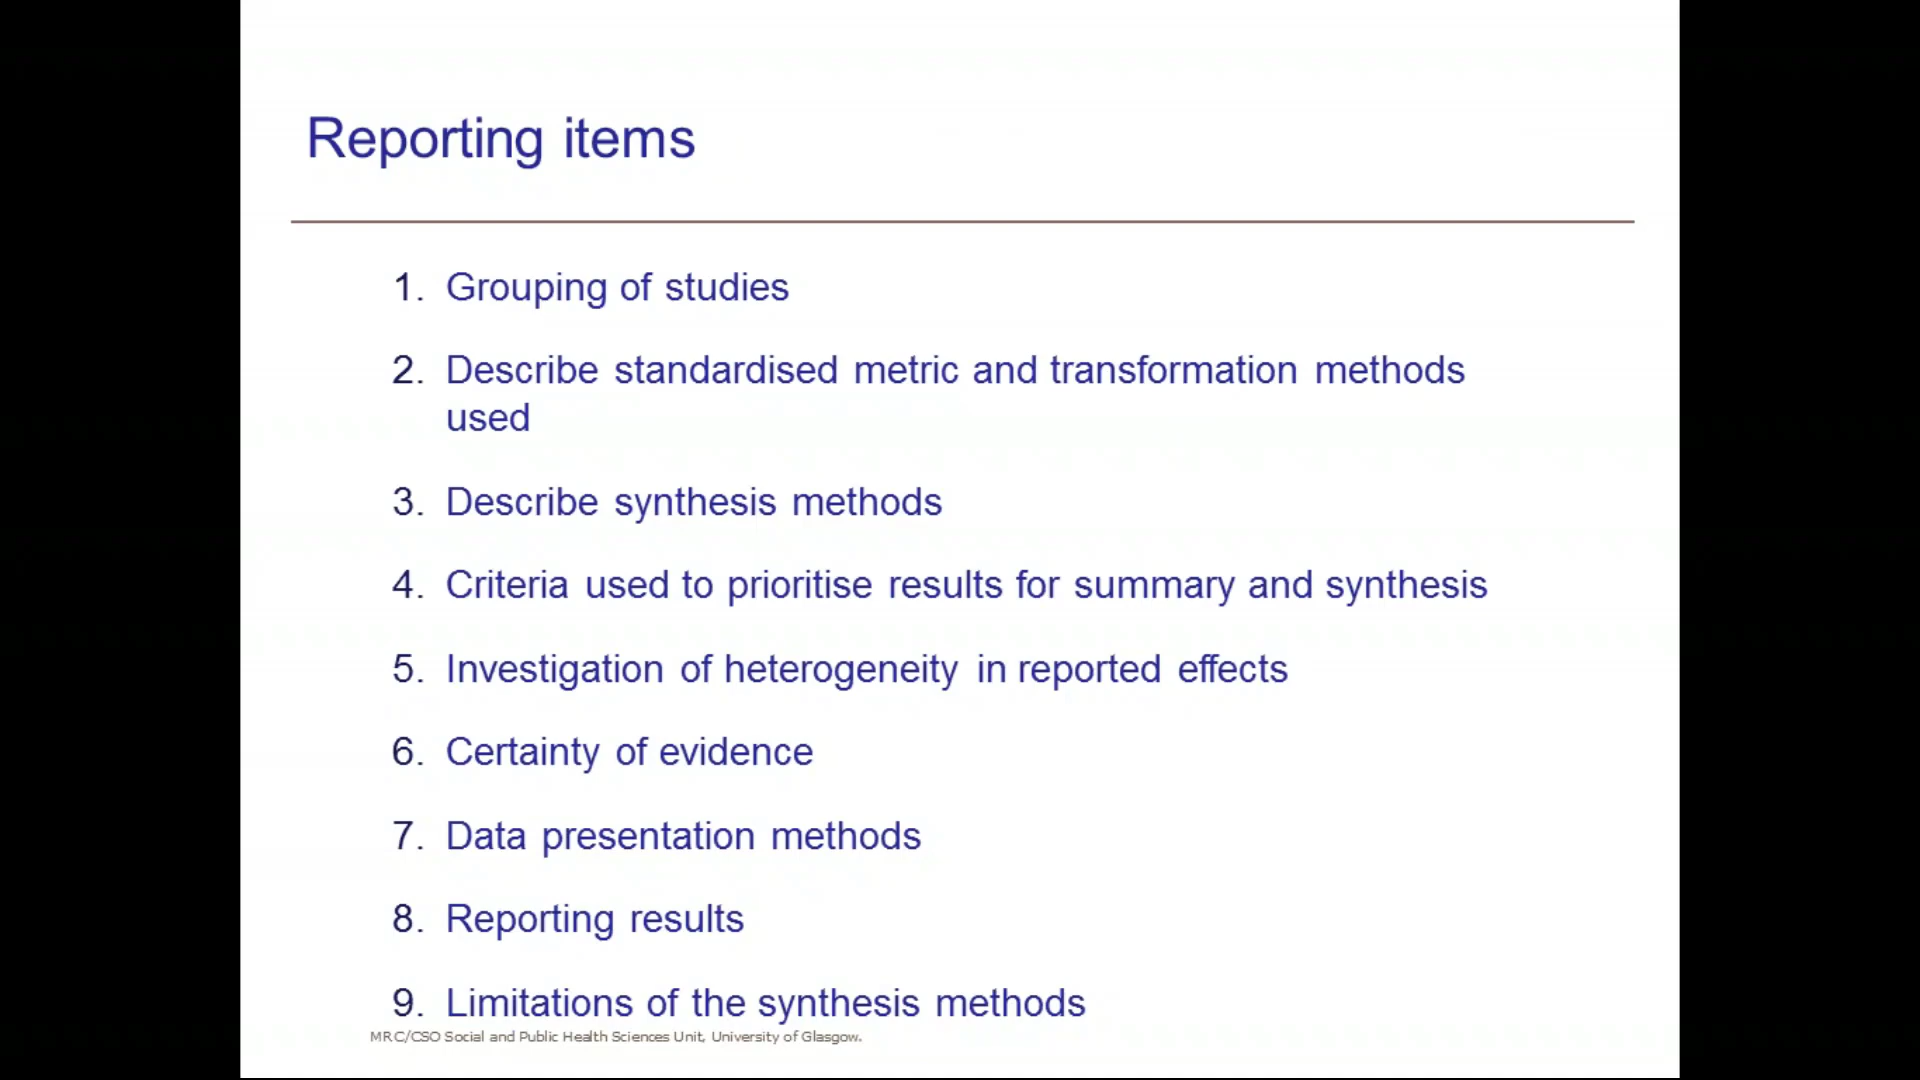 Reporting items
1. Grouping of studies
2. Describe standardised metric and transformation methods
used
3. Describe synthesis methods
4. Criteria used to prioritise results for summary and synthesis
5. Investigation of heterogeneity in reported effects
6. Certainty of evidence
7. Data presentation methods
8. Reporting results
9. Limitations of the synthesis methods
MRC/CSO Social and Public Health Sciences Unit, University of Glasgow.